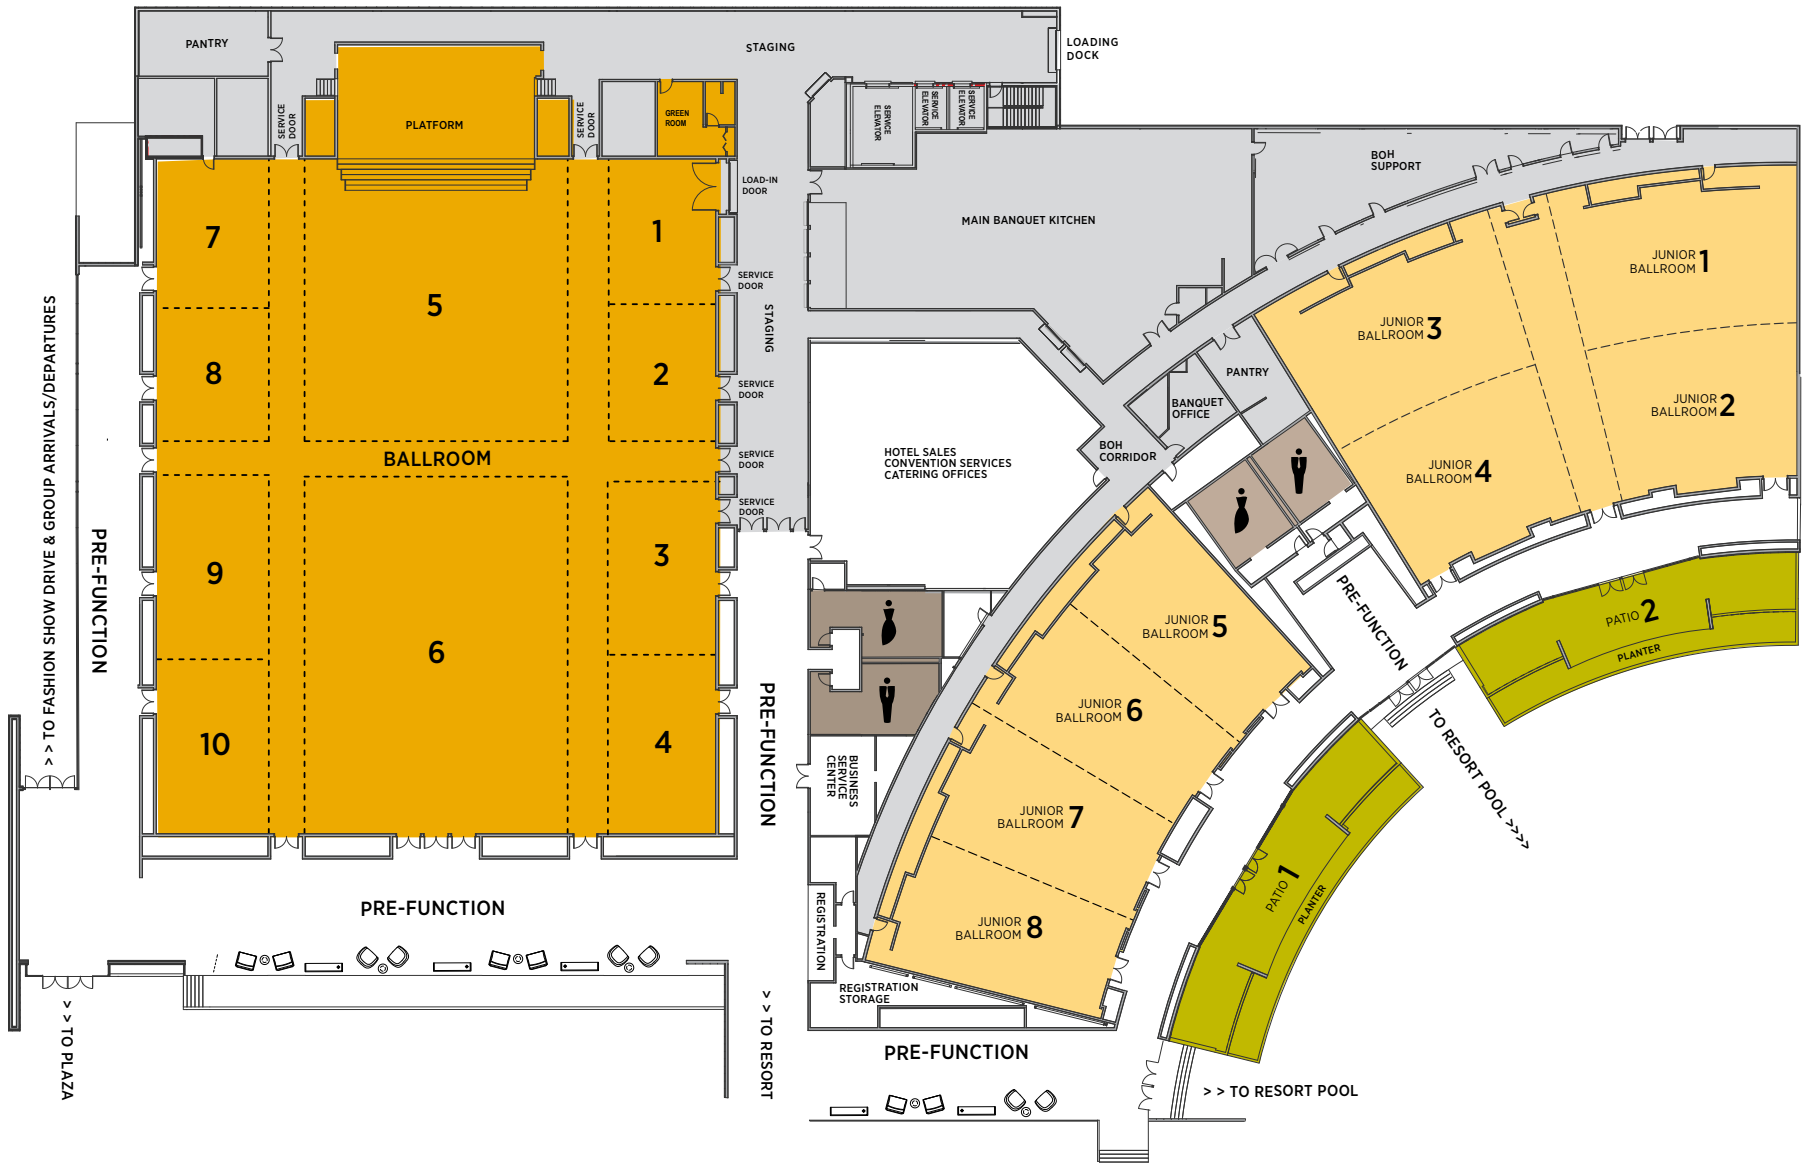 PANTRY
STAGING
LOADING
DOCK
SERVICE
DOOR
PLATFORM
SERVICE
DOOR
GREEN
ROOM
SERVICE
ELEVATOR
SERVICE
ELEVATOR
SERVICE
ELEVATOR
LOAD-IN
DOOR
MAIN BANQUET KITCHEN
BOH
SUPPORT
7
5
1
SERVICE
DOOR
STAGING
8
2
SERVICE
DOOR
BALLROOM
SERVICE
DOOR
SERVICE
DOOR
9
6
3
10
4
> > TO FASHION SHOW DRIVE & GROUP ARRIVALS/DEPARTURES
PRE-FUNCTION
PRE-FUNCTION
PRE-FUNCTION
> > TO PLAZA
> > TO RESORT
HOTEL SALES
CONVENTION SERVICES
CATERING OFFICES
BOH
CORRIDOR
BANQUET
OFFICE
PANTRY
JUNIOR
BALLROOM 1
JUNIOR
BALLROOM 2
JUNIOR
BALLROOM 3
JUNIOR
BALLROOM 4
JUNIOR
BALLROOM 5
JUNIOR
BALLROOM 6
JUNIOR
BALLROOM 7
JUNIOR
BALLROOM 8
BUSINESS
SERVICE
CENTER
REGISTRATION
REGISTRATION
STORAGE
PRE-FUNCTION
PRE-FUNCTION
PATIO 2
PLANTER
TO RESORT POOL >>>>
PATIO 1
PLANTER
> > TO RESORT POOL